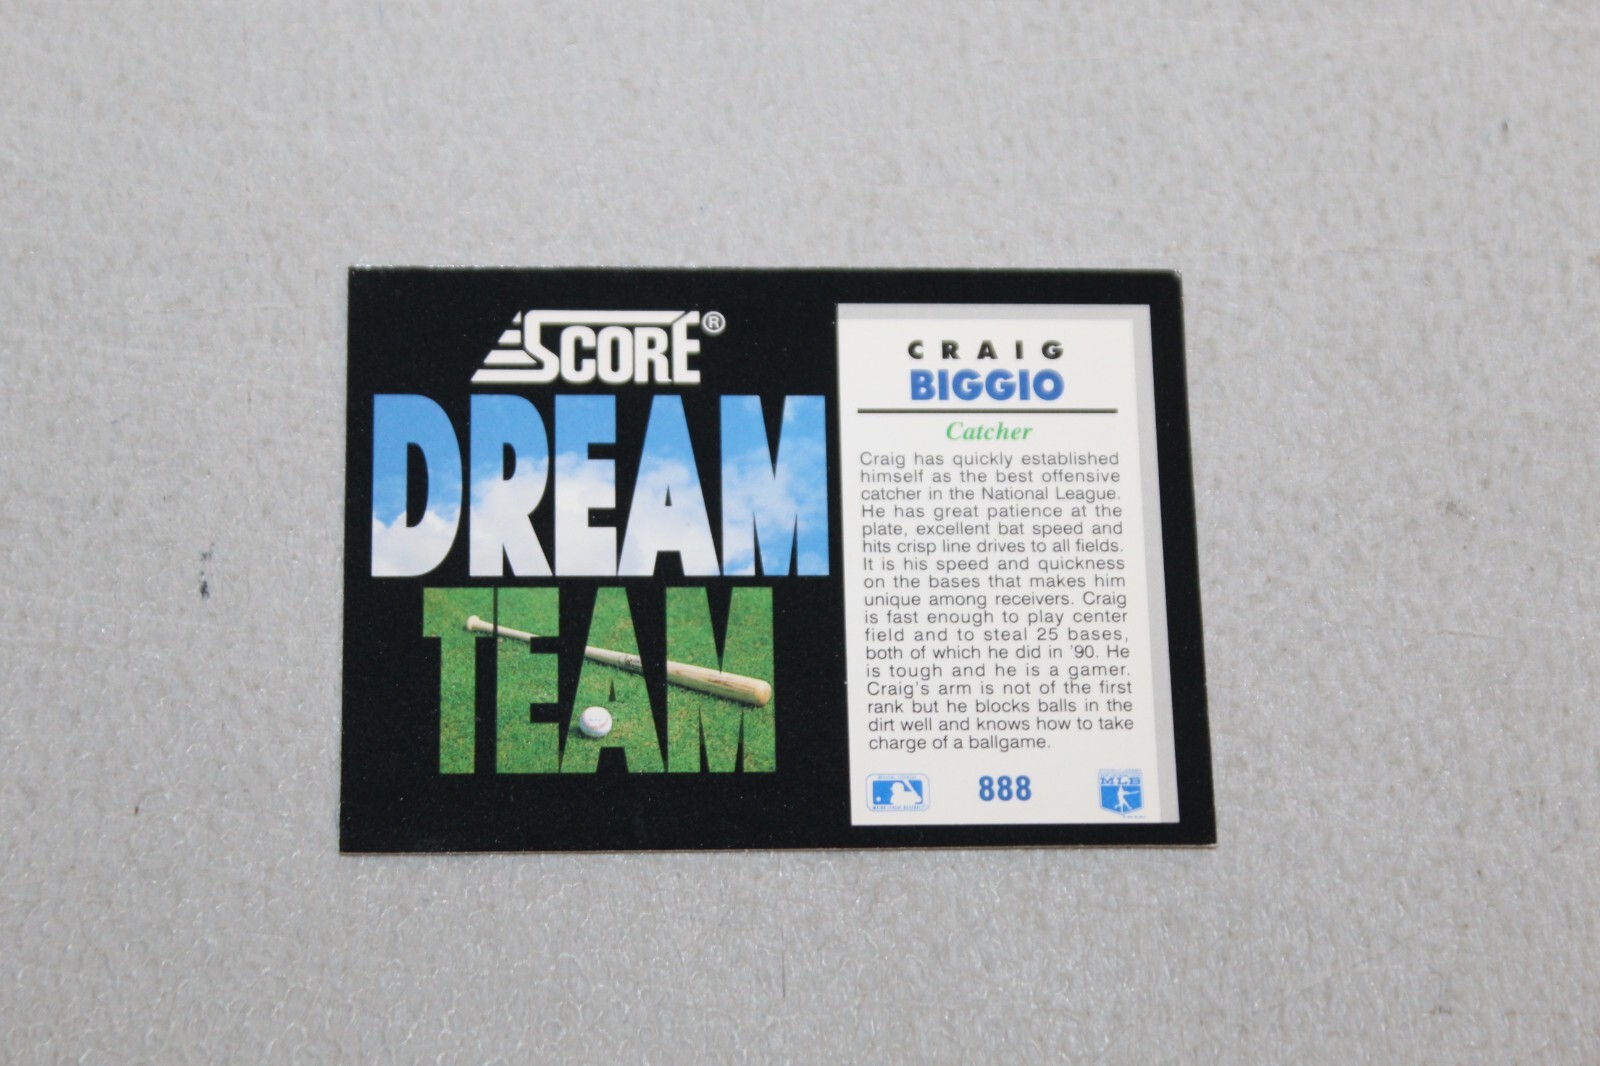 SCORE®
DREAM
TEAM
CRAIG
BIGGIO
Catcher
Craig has quickly established
himself as the best offensive
catcher in the National League.
He has great patience at the
plate, excellent bat speed and
hits crisp line drives to all fields.
It is his speed and quickness
on the bases that makes him
unique among receivers. Craig
is fast enough to play center
field and to steal 25 bases,
both of which he did in '90. He
is tough and he is a gamer.
Craig's arm is not of the first
rank but he blocks balls in the
dirt well and knows how to take
charge of a ballgame.
888
MLB